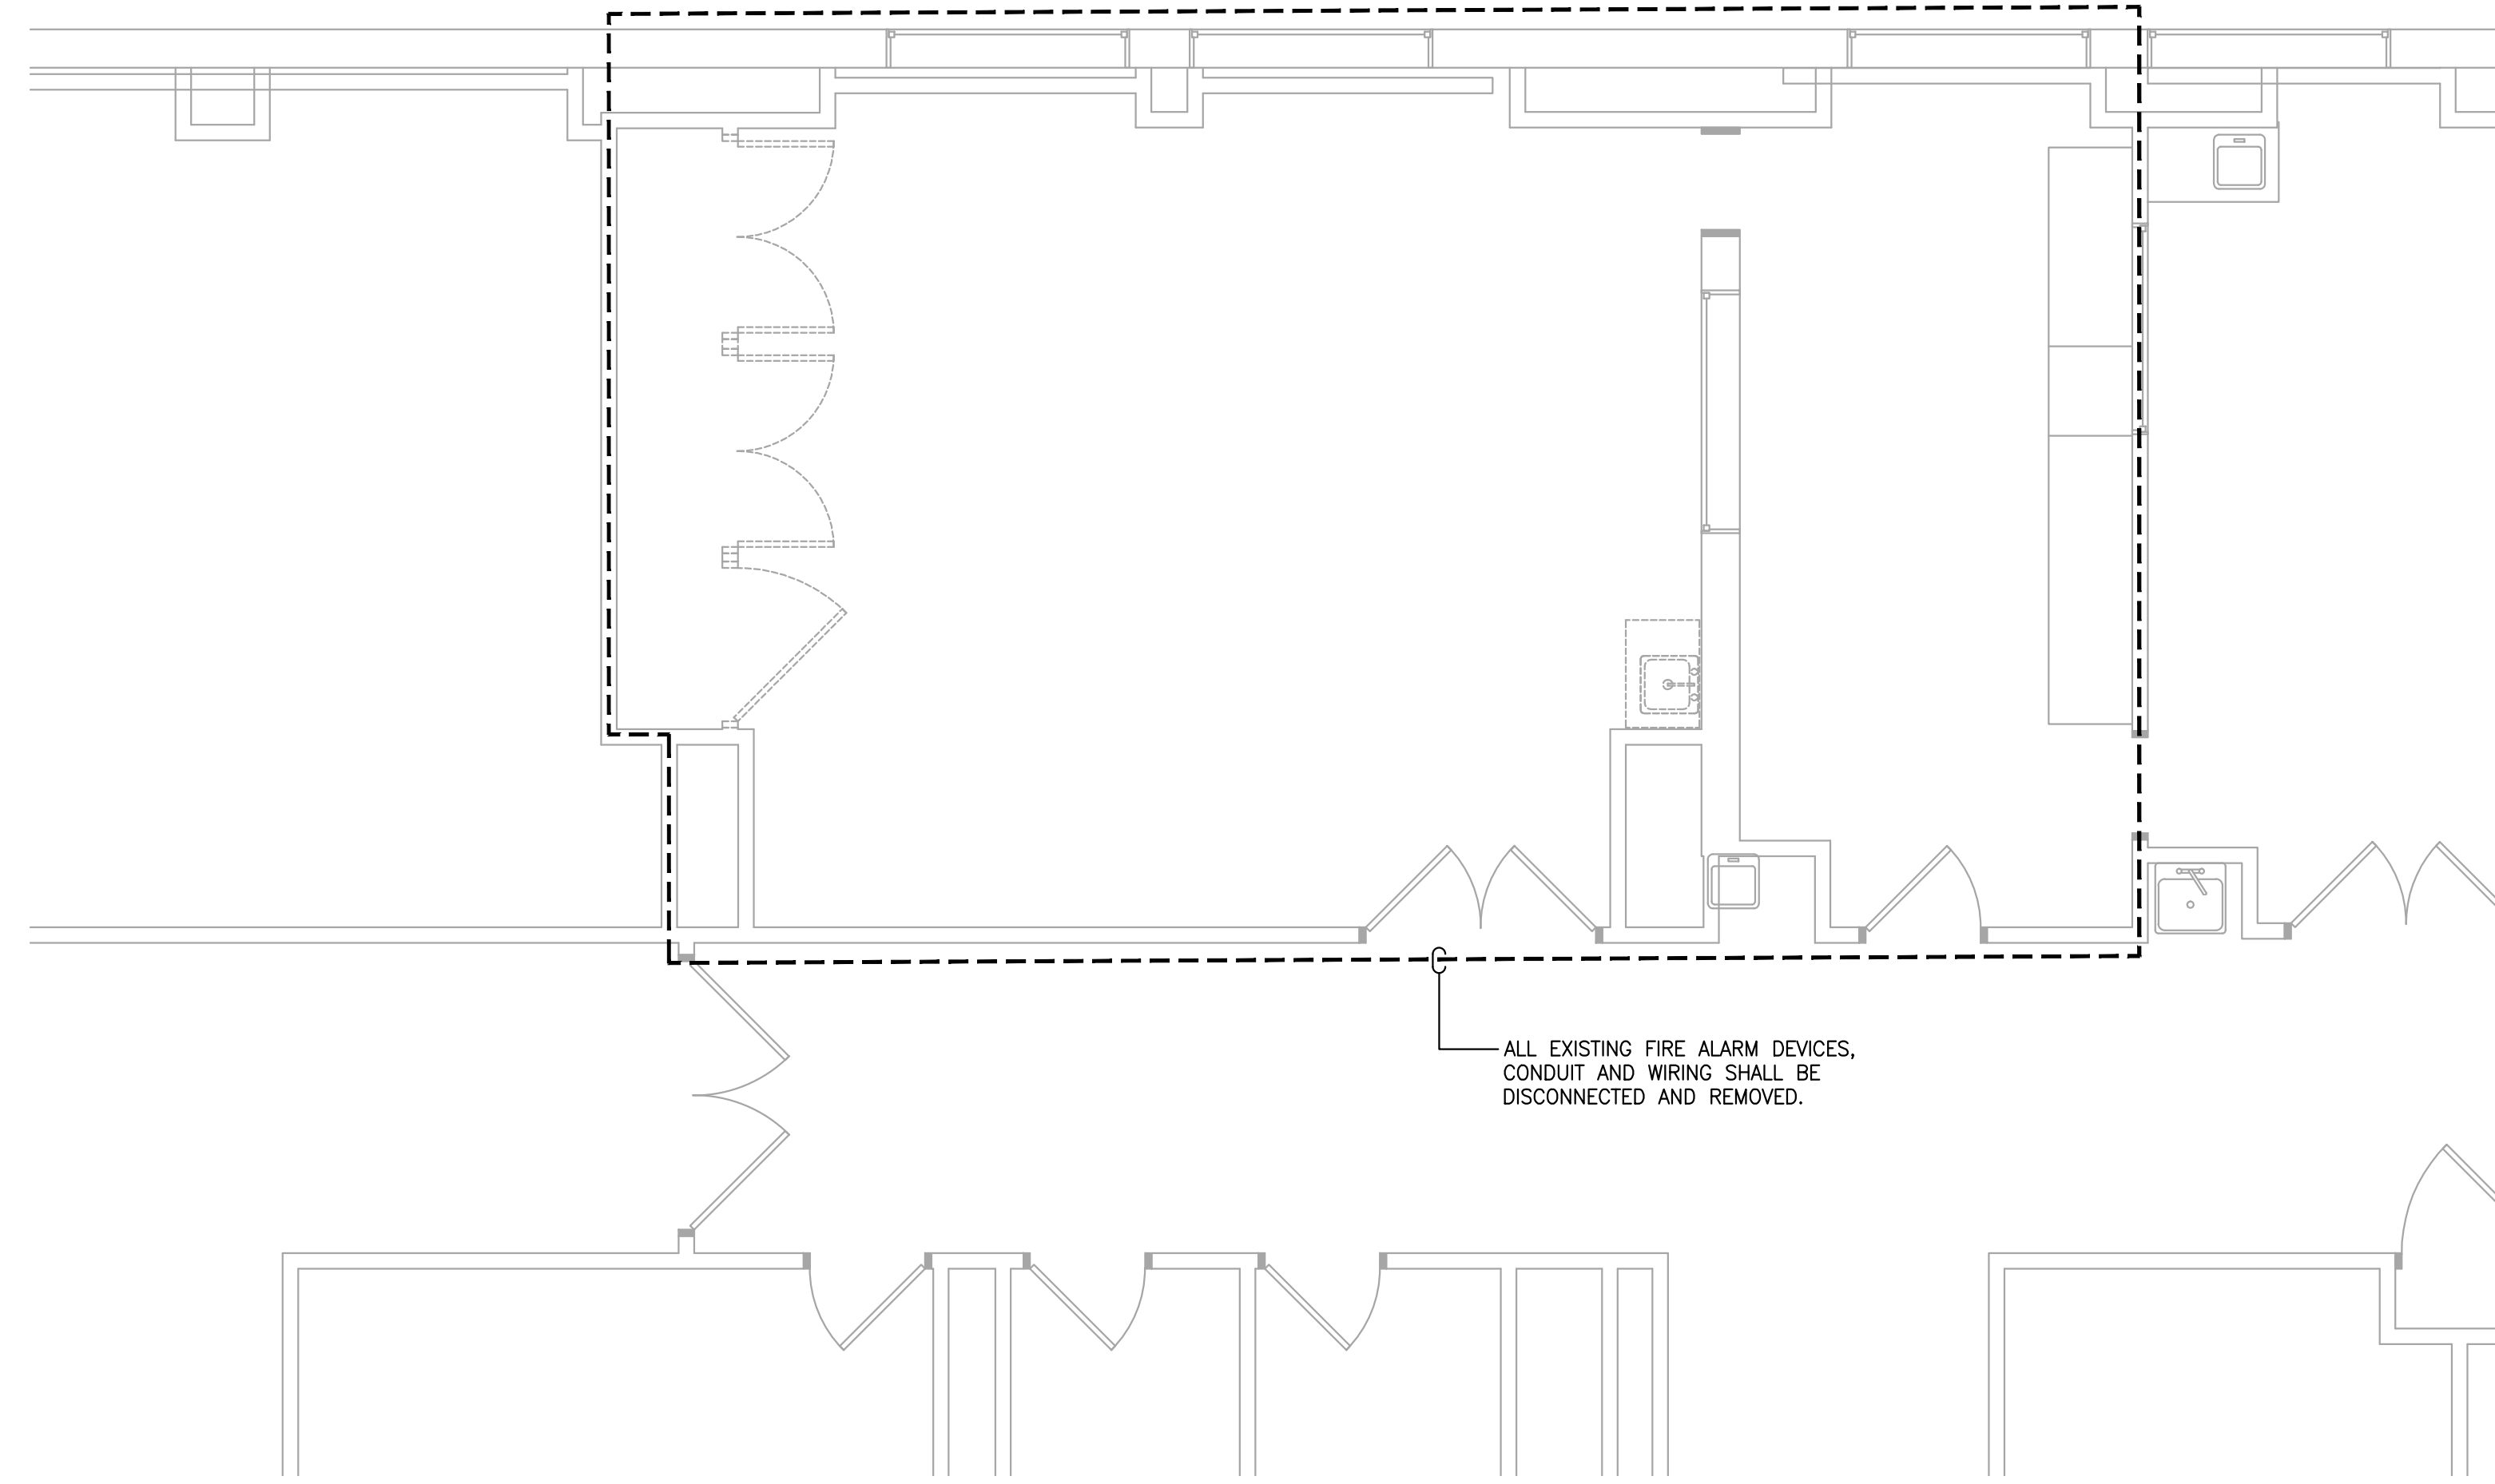 ALL EXISTING FIRE ALARM DEVICES,
CONDUIT AND WIRING SHALL BE
DISCONNECTED AND REMOVED.